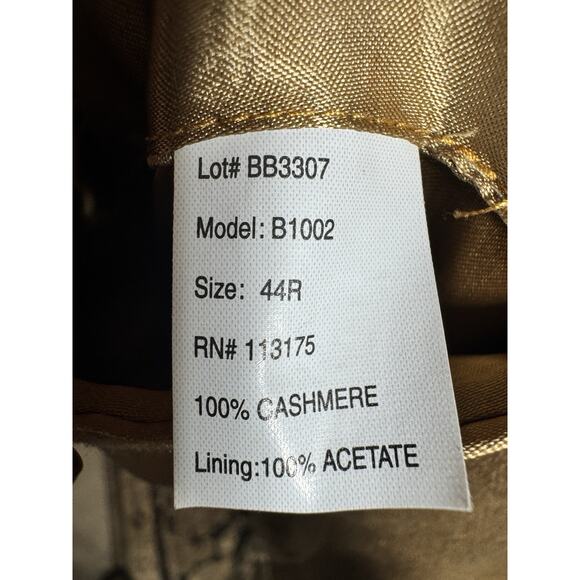 Lot# BB3307
Model: B1002
Size: 44R
RN# 113175
100% CASHMERE
Lining:100% ACETATE